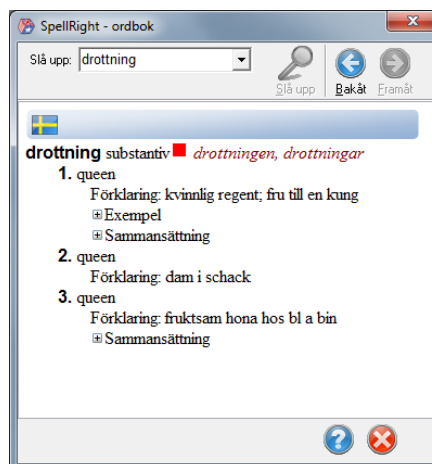 SpellRight - ordbok
Slå upp: drottning
Slå upp Bakåt Framåt
drottning substantiv drottningen, drottningar
1. queen
Förklaring: kvinnlig regent; fru till en kung
Exempel
Sammansättning
2. queen
Förklaring: dam i schack
3. queen
Förklaring: fruktsam hona hos bl a bin
Sammansättning